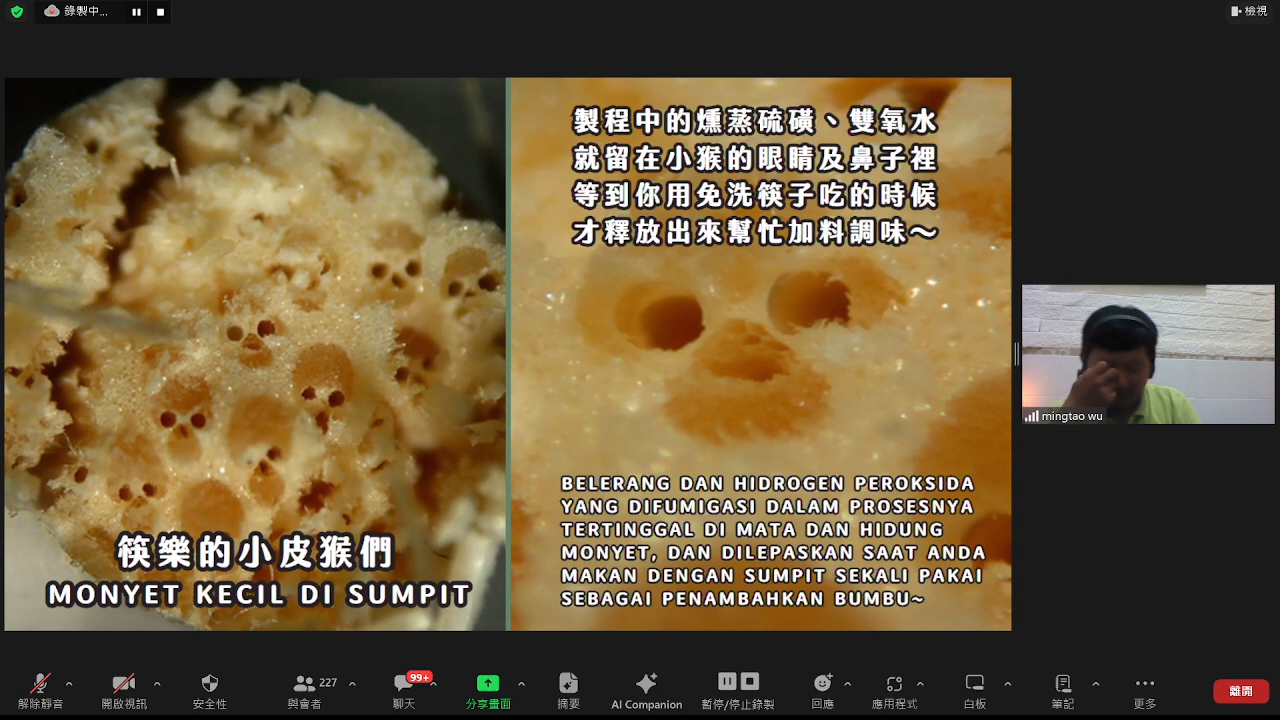 錄製中...
檢視
製程中的燻蒸硫磺、雙氧水
就留在小猴的眼睛及鼻子裡
等到你用免洗筷子吃的時候
才釋放出來幫忙加料調味～
BELERANG DAN HIDROGEN PEROKSIDA
YANG DIFUMIGASI DALAM PROSESNYA
TERTINGGAL DI MATA DAN HIDUNG
MONYET, DAN DILEPASKAN SAAT ANDA
MAKAN DENGAN SUMPIT SEKALI PAKAI
SEBAGAI PENAMBAHKAN BUMBU~
筷樂的小皮猴們
MONYET KECIL DI SUMPIT
mingtao wu
解除靜音
開啟視訊
安全性
227
與會者
99+
聊天
分享畫面
摘要
AI Companion
暫停/停止錄製
回應
應用程式
白板
筆記
更多
離開